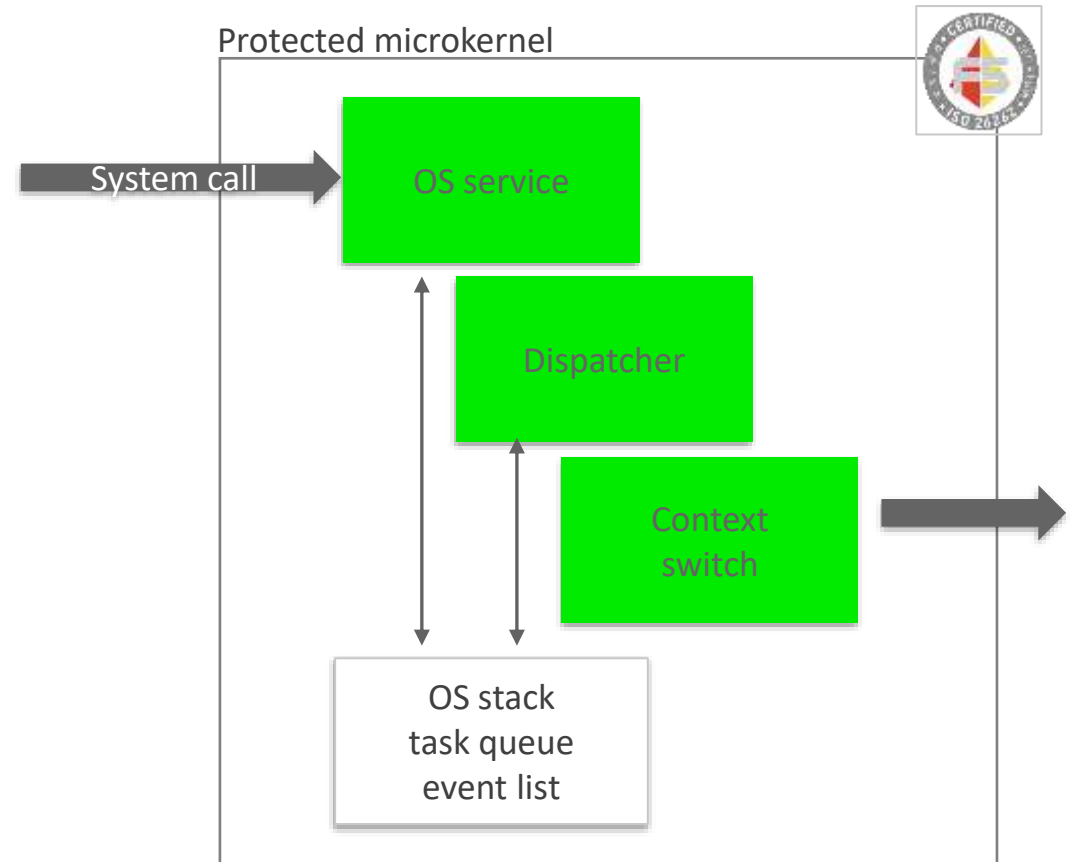 Protected microkernel
CERTIFIED
ISO 26262
System call
OS service
Dispatcher
Context
switch
OS stack
task queue
event list